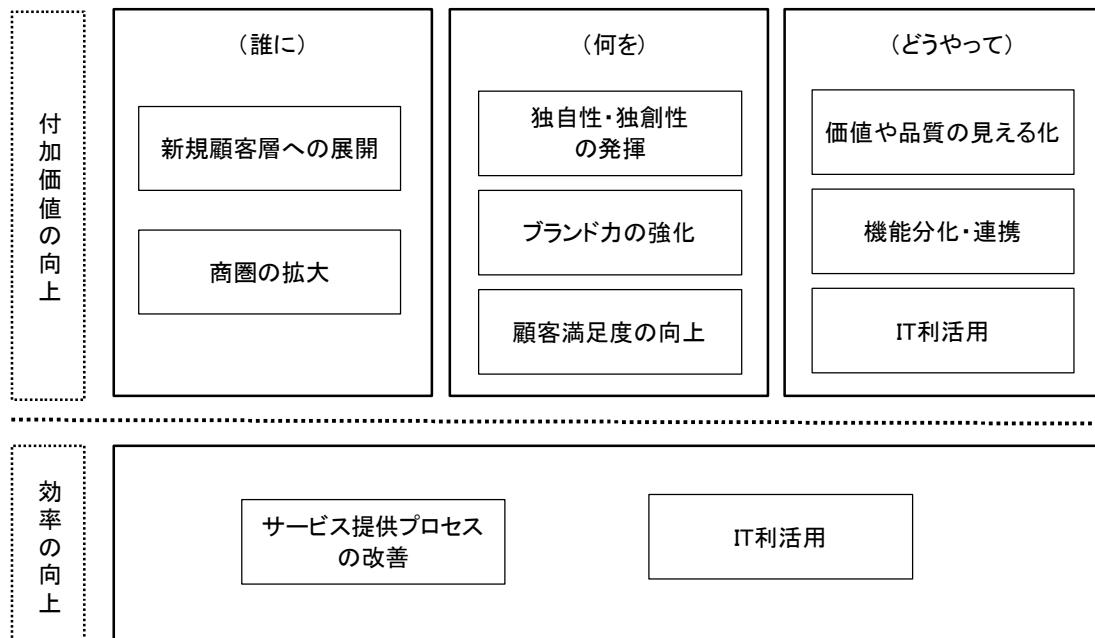 付加価値の向上
（誰に）
新規顧客層への展開
商圏の拡大
（何を）
独自性・独創性
の発揮
ブランド力の強化
顧客満足度の向上
（どうやって）
価値や品質の見える化
機能分化・連携
IT利活用
効率の向上
サービス提供プロセス
の改善
IT利活用